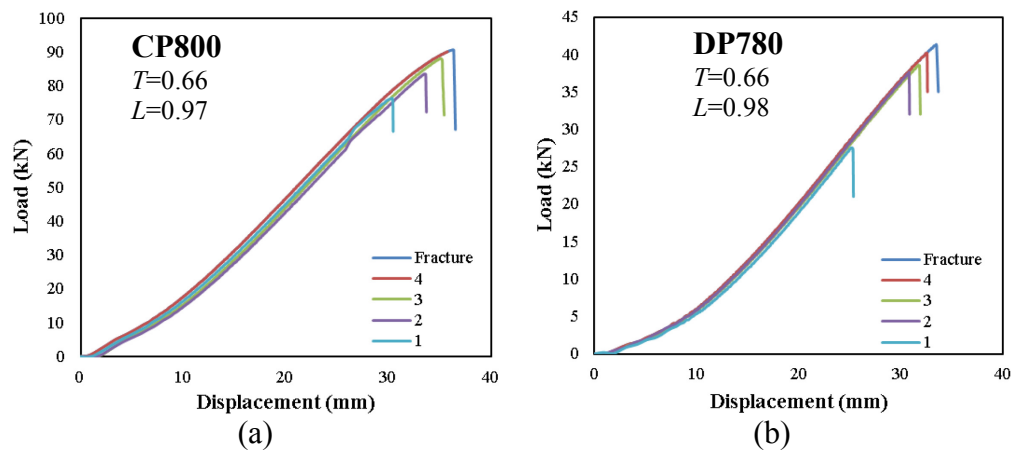 CP800
T=0.66
L=0.97
Load (kN)
100
90
80
70
60
50
40
30
20
10
0
Fracture
4
3
2
1
0 10 20 30 40
Displacement (mm)
(a)
DP780
T=0.66
L=0.98
Load (kN)
45
40
35
30
25
20
15
10
5
0
Fracture
4
3
2
1
0 10 20 30 40
Displacement (mm)
(b)